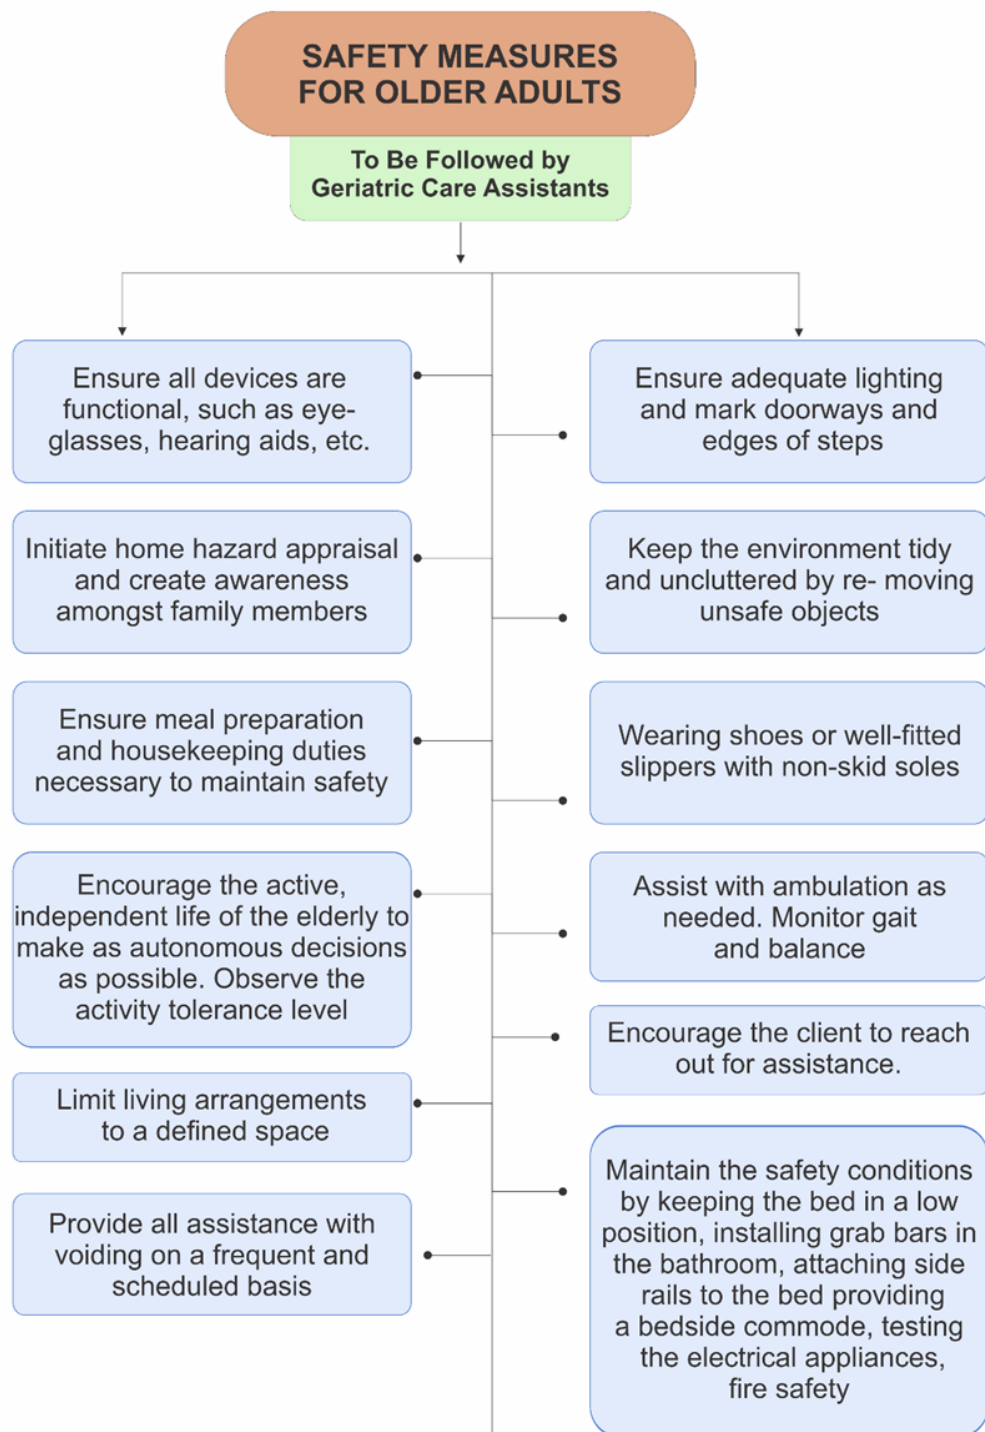 SAFETY MEASURES
FOR OLDER ADULTS
To Be Followed by
Geriatric Care Assistants
Ensure all devices are
functional, such as eye-
glasses, hearing aids, etc.
Initiate home hazard appraisal
and create awareness
amongst family members
Ensure meal preparation
and housekeeping duties
necessary to maintain safety
Encourage the active,
independent life of the elderly to
make as autonomous decisions
as possible. Observe the
activity tolerance level
Limit living arrangements
to a defined space
Provide all assistance with
voiding on a frequent and
scheduled basis
Ensure adequate lighting
and mark doorways and
edges of steps
Keep the environment tidy
and uncluttered by re- moving
unsafe objects
Wearing shoes or well-fitted
slippers with non-skid soles
Assist with ambulation as
needed. Monitor gait
and balance
Encourage the client to reach
out for assistance.
Maintain the safety conditions
by keeping the bed in a low
position, installing grab bars in
the bathroom, attaching side
rails to the bed providing
a bedside commode, testing
the electrical appliances,
fire safety